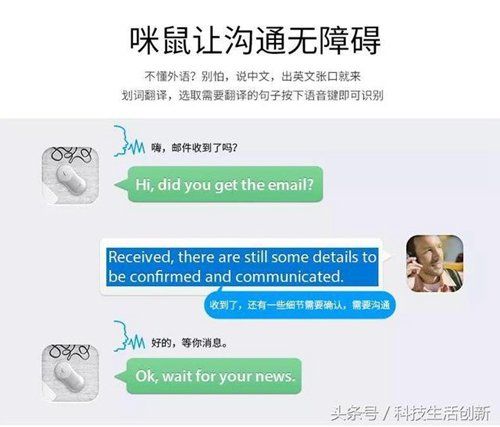 咪鼠让沟通无障碍
不懂外语？别怕，说中文，出英文张口就来
划词翻译，选取需要翻译的句子按下语音键即可识别
嗨，邮件收到了吗？
Hi, did you get the email?
Received, there are still some details to
be confirmed and communicated.
收到了，还有一些细节需要确认，需要沟通
好的，等你消息。
Ok, wait for your news.
头条号／科技生活创新